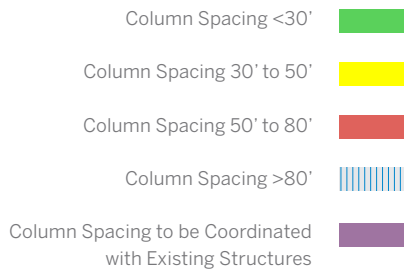 Column Spacing <30’
Column Spacing 30’ to 50’
Column Spacing 50’ to 80’
Column Spacing >80’
Column Spacing to be Coordinated
with Existing Structures